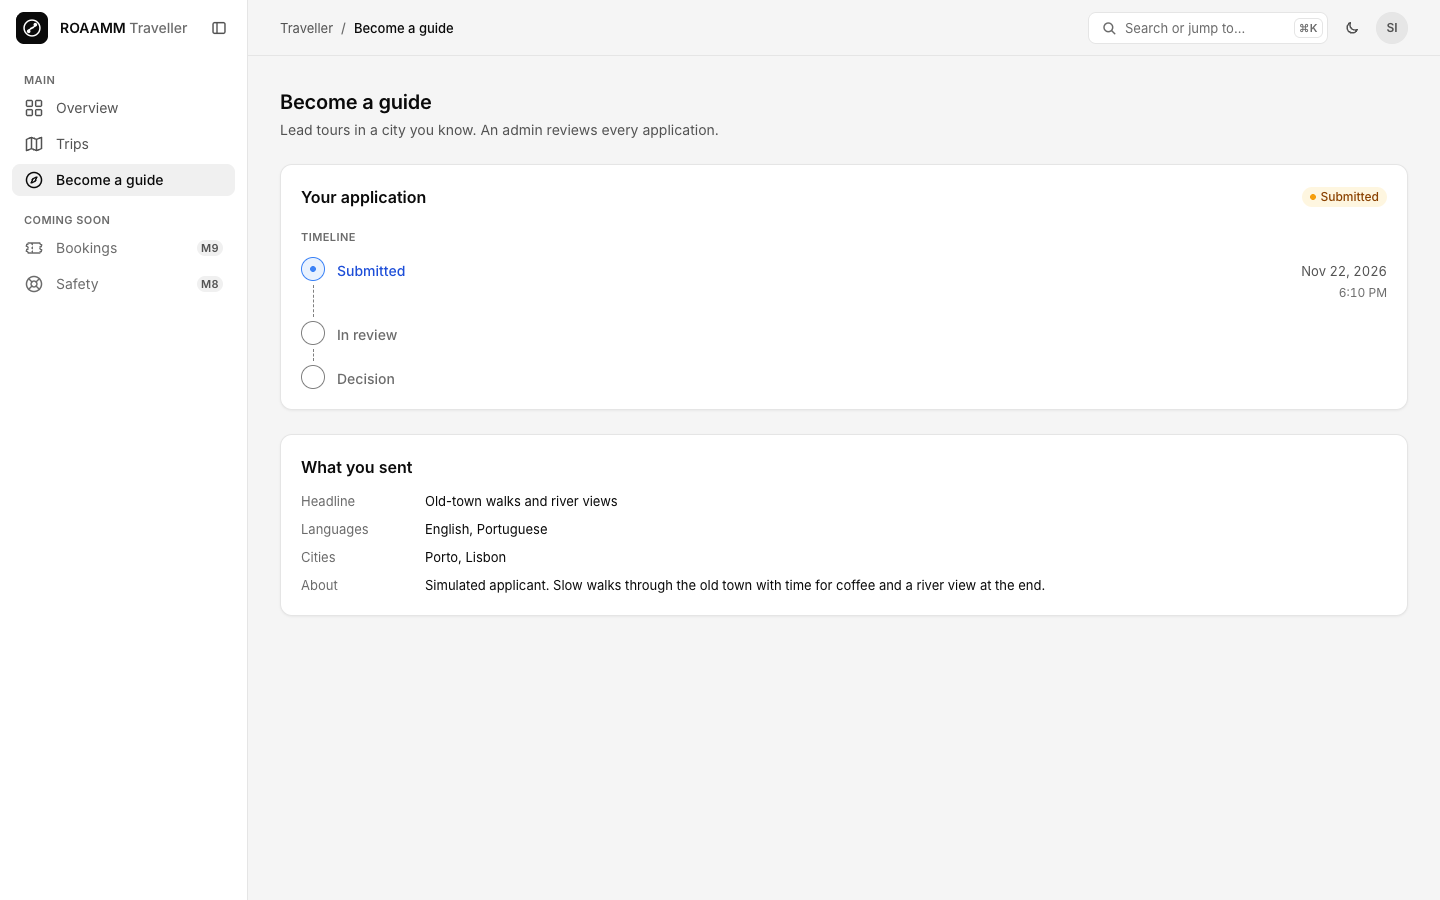 ROAAMM Traveller
MAIN
Overview
Trips
Become a guide
COMING SOON
Bookings M9
Safety M8
Traveller / Become a guide
Search or jump to... ⌘K
SI
Become a guide
Lead tours in a city you know. An admin reviews every application.
Your application
Submitted
TIMELINE
Submitted
Nov 22, 2026
6:10 PM
In review
Decision
What you sent
Headline Old-town walks and river views
Languages English, Portuguese
Cities Porto, Lisbon
About Simulated applicant. Slow walks through the old town with time for coffee and a river view at the end.